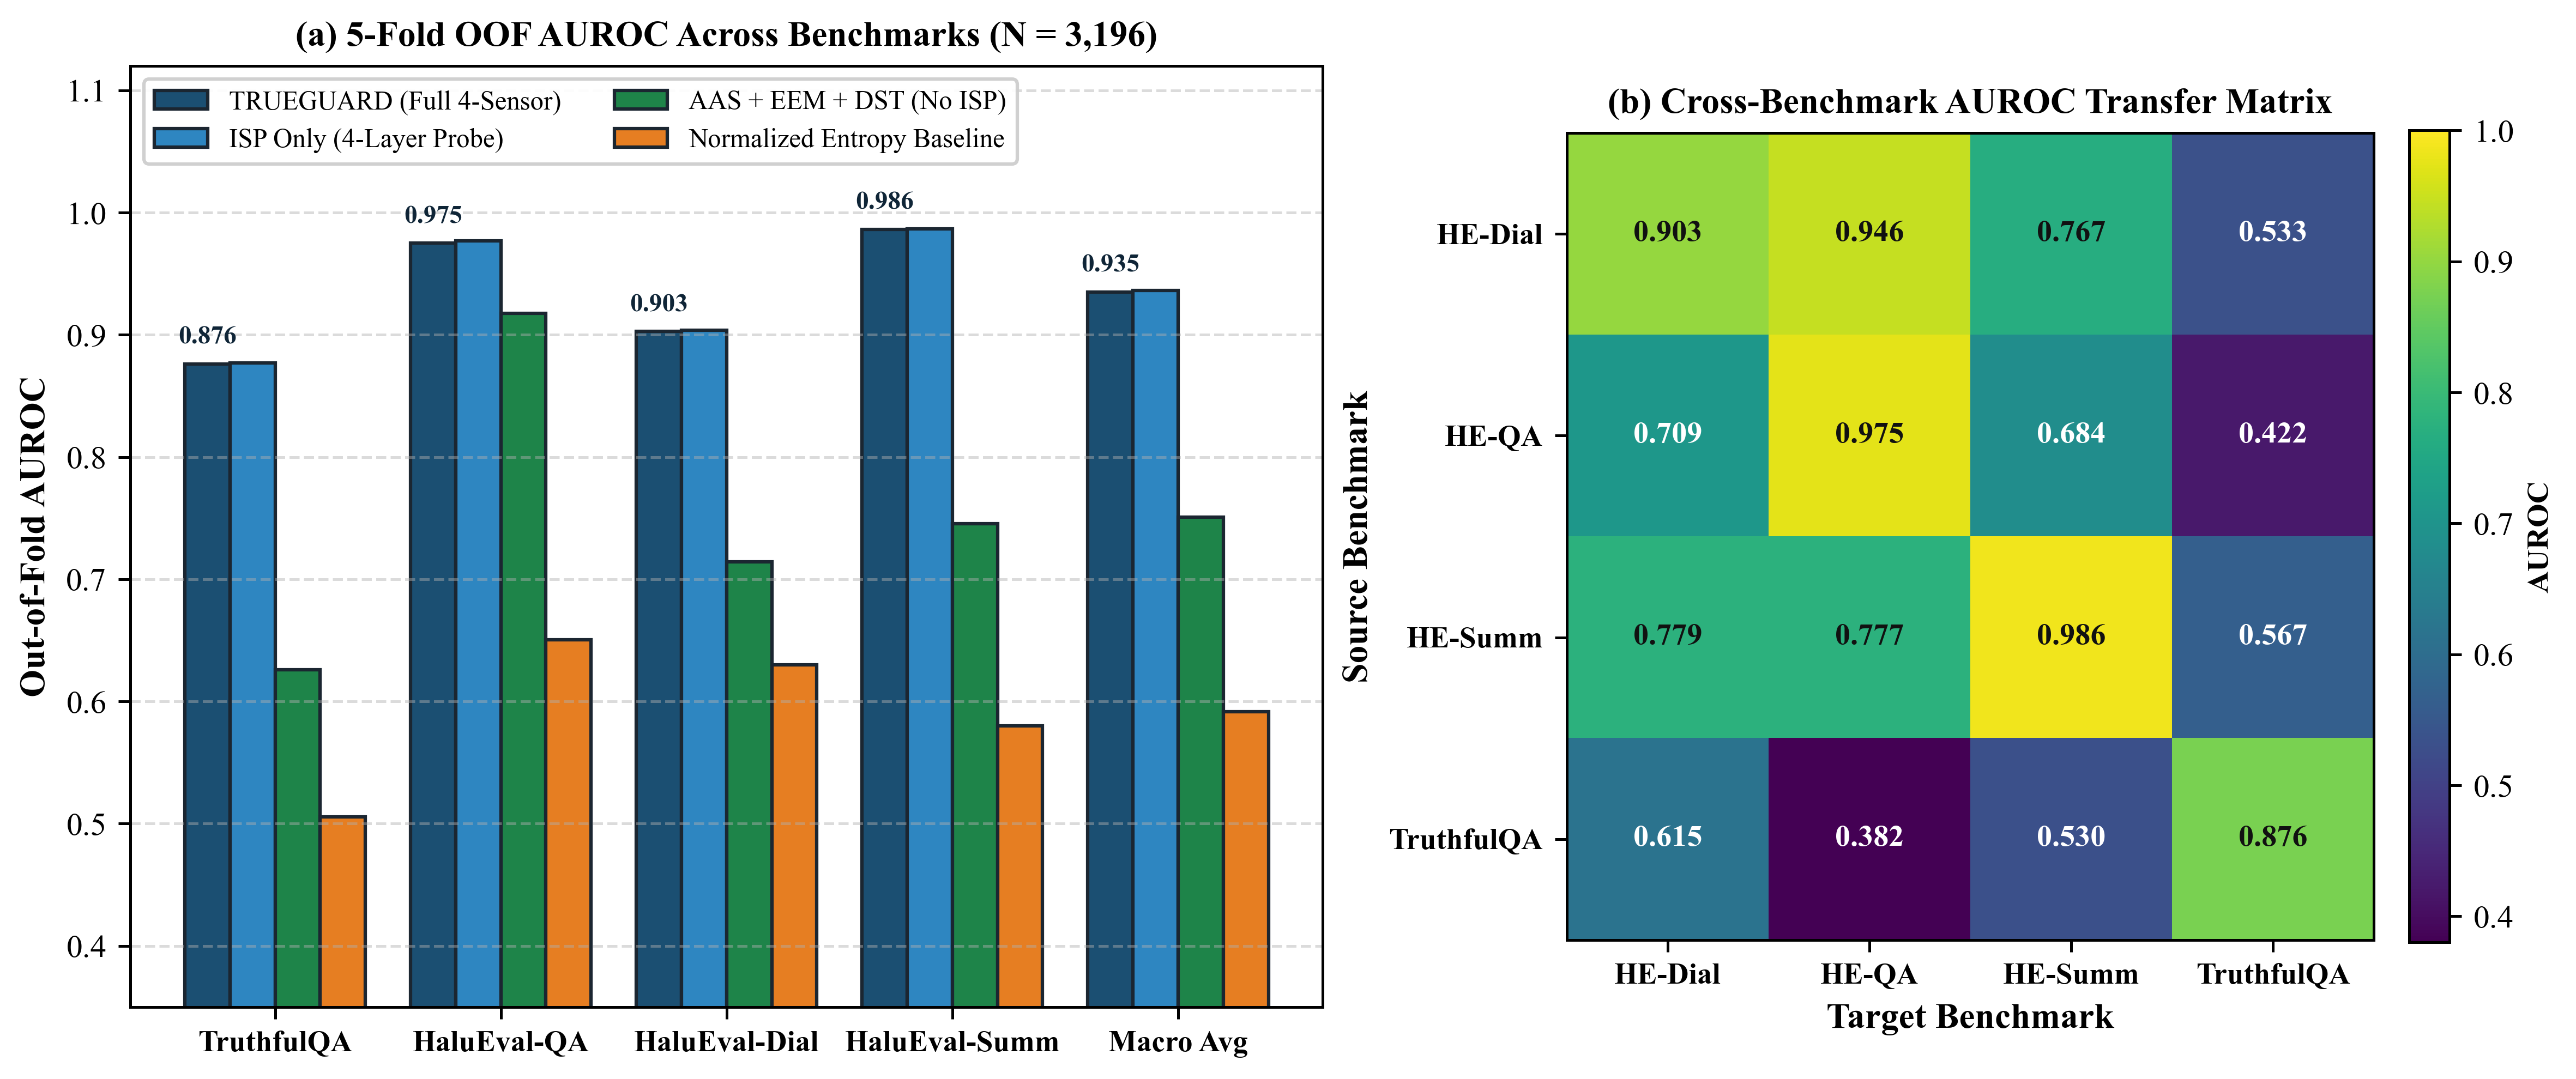 (a) 5-Fold OOF AUROC Across Benchmarks (N = 3,196)
TRUEGUARD (Full 4-Sensor)
ISP Only (4-Layer Probe)
AAS + EEM + DST (No ISP)
Normalized Entropy Baseline
Out-of-Fold AUROC
1.1
1.0
0.9
0.8
0.7
0.6
0.5
0.4
0.876
0.975
0.903
0.986
0.935
TruthfulQA
HaluEval-QA
HaluEval-Dial
HaluEval-Summ
Macro Avg
(b) Cross-Benchmark AUROC Transfer Matrix
Source Benchmark
HE-Dial
0.903 0.946 0.767 0.533
HE-QA
0.709 0.975 0.684 0.422
HE-Summ
0.779 0.777 0.986 0.567
TruthfulQA
0.615 0.382 0.530 0.876
HE-Dial
HE-QA
HE-Summ
TruthfulQA
Target Benchmark
1.0
0.9
0.8
0.7
0.6
0.5
0.4
AUROC